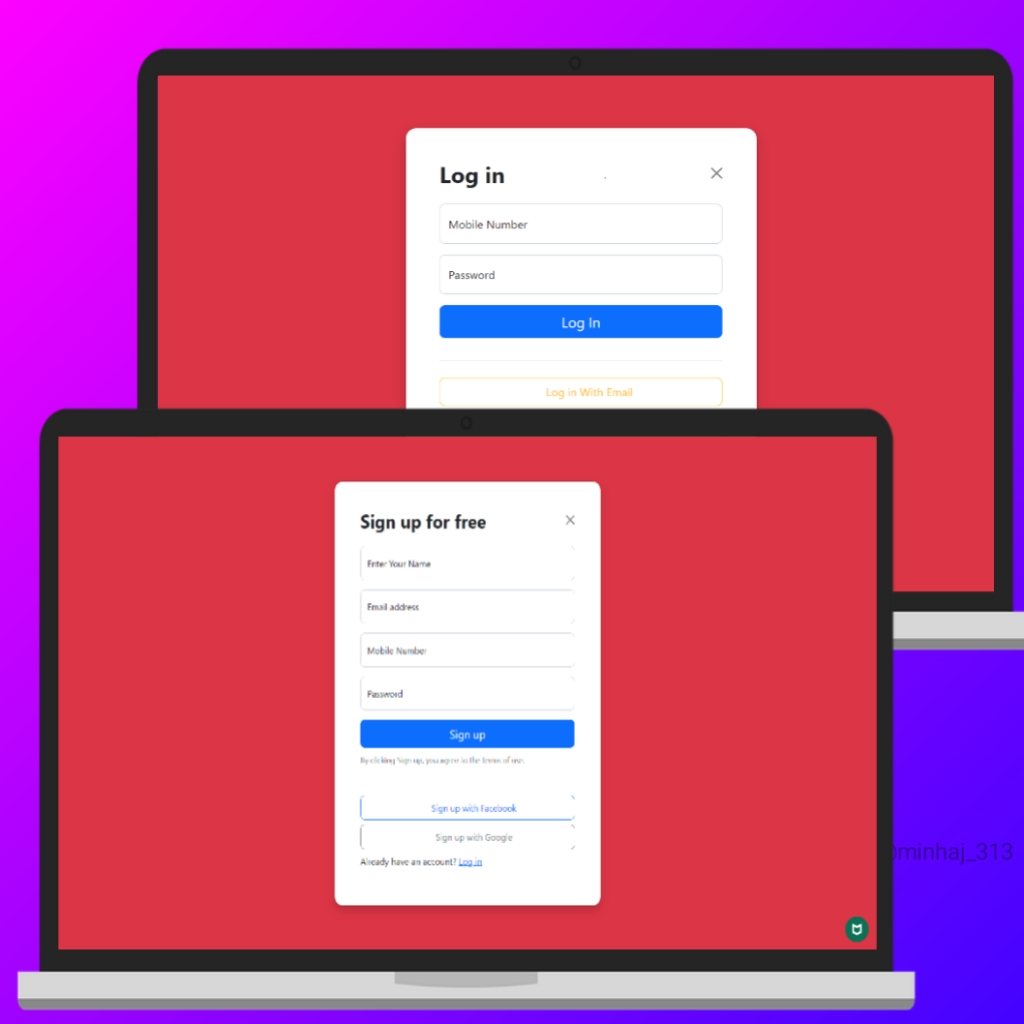 Log in
Mobile Number
Password
Log In
Log in With Email
Sign up for free
Enter Your Name
Email address
Mobile Number
Password
Sign up
By clicking Sign up, you agree to the terms of use.
Sign up with Facebook
Sign up with Google
Already have an account? Log in
minhaj_313